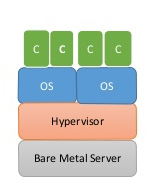 C C C C
OS OS
Hypervisor
Bare Metal Server